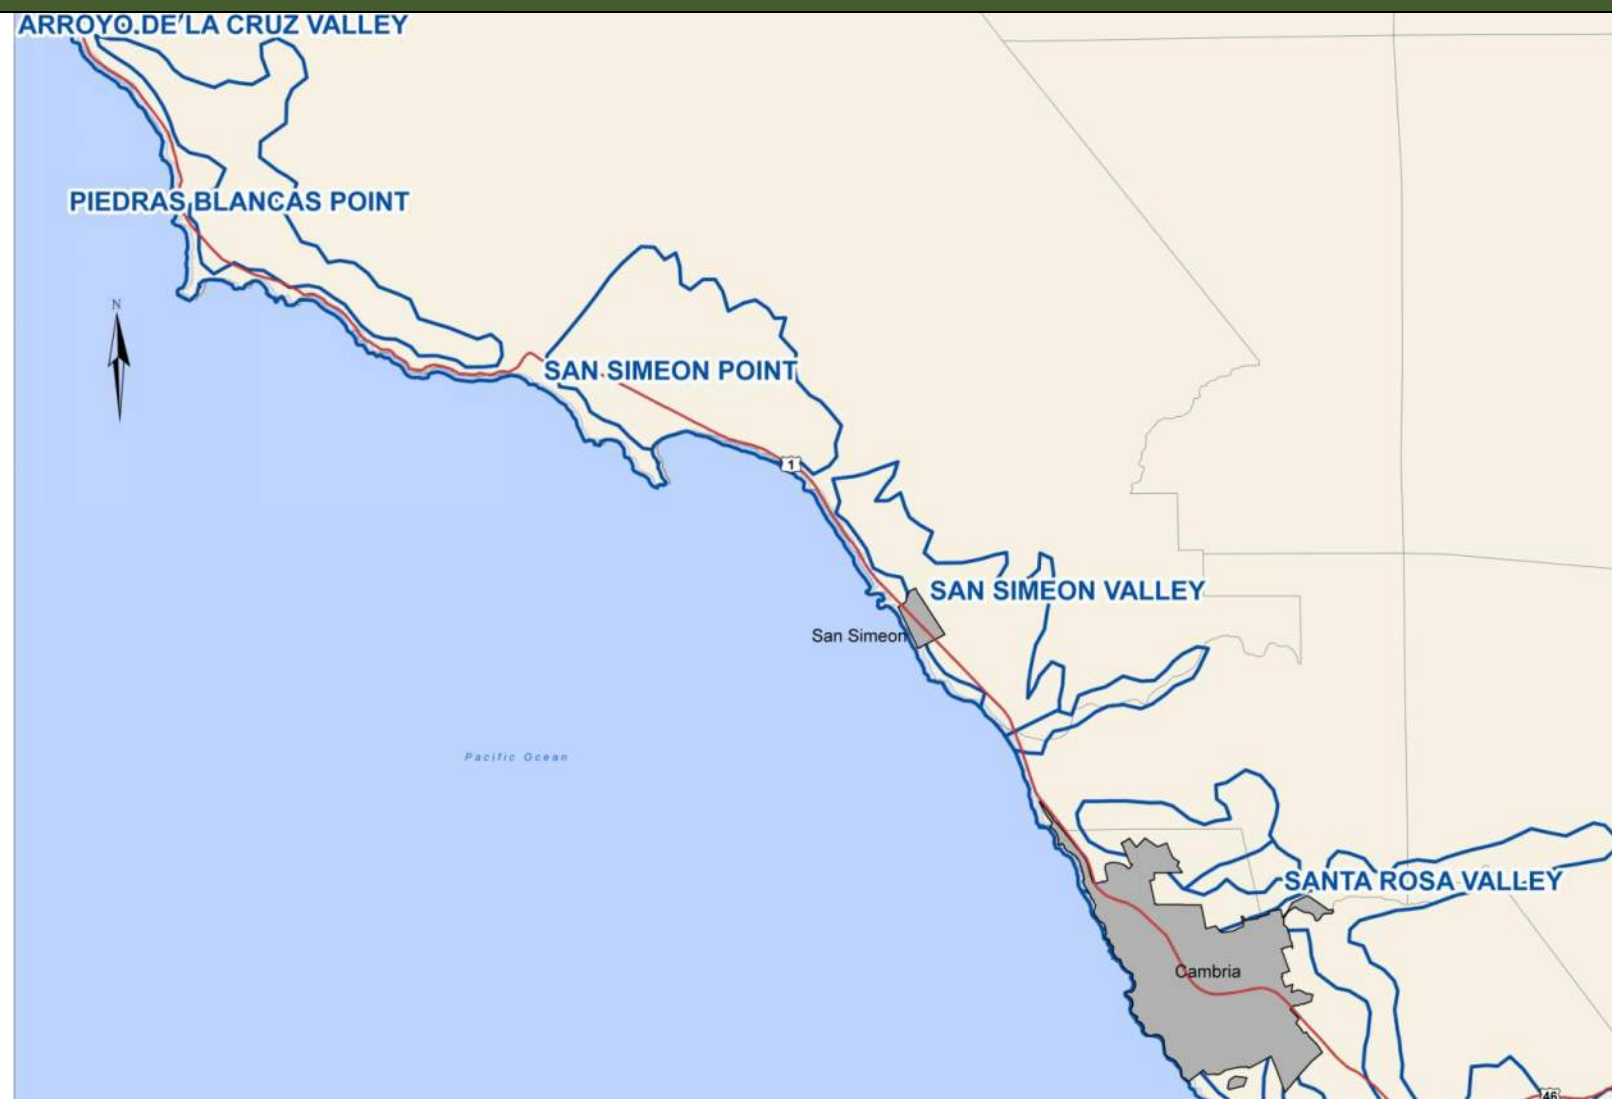 ARROYO DE LA CRUZ VALLEY
PIEDRAS BLANCAS POINT
N
SAN SIMEON POINT
1
SAN SIMEON VALLEY
San Simeon
Pacific Ocean
SANTA ROSA VALLEY
Cambria
46